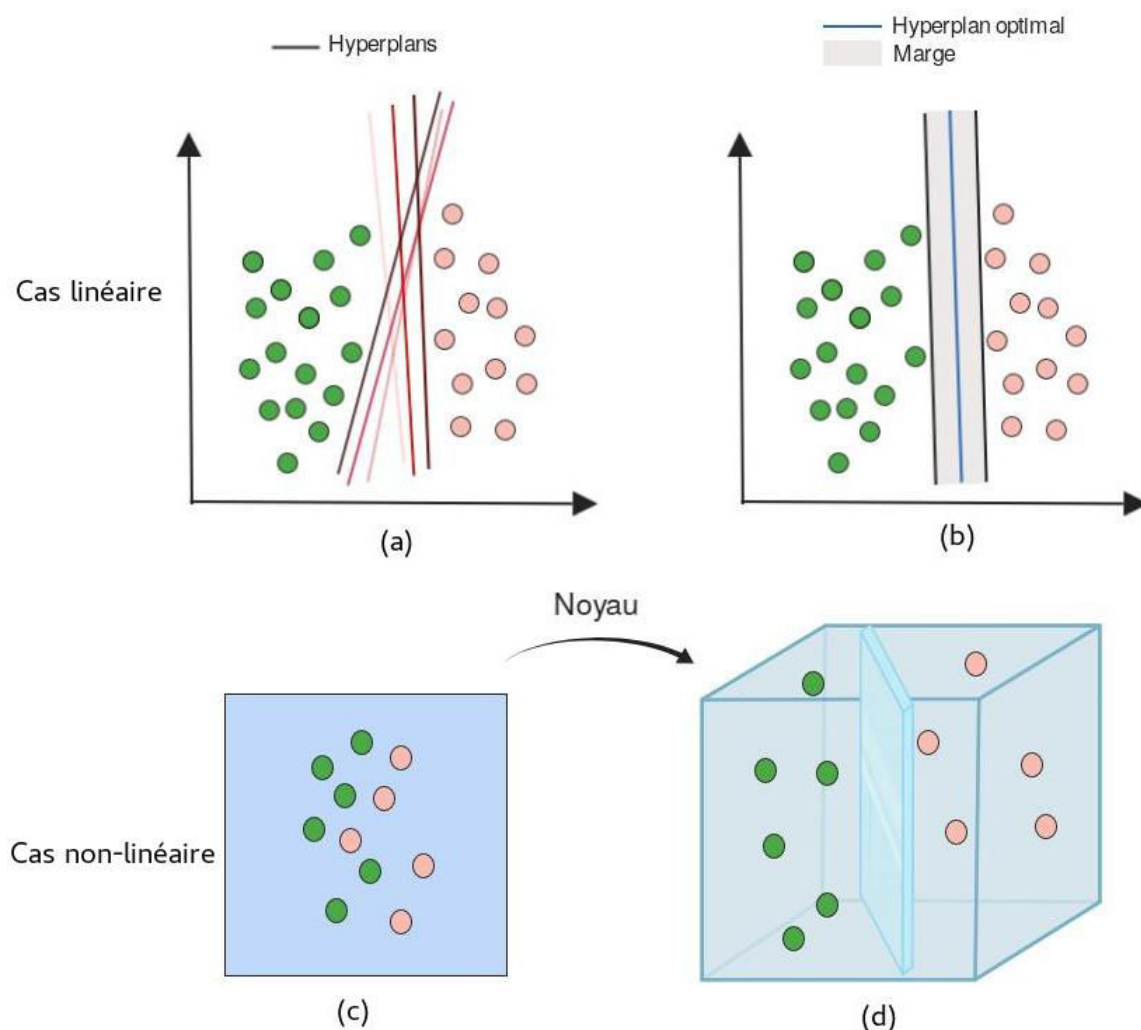 Hyperplans
Hyperplan optimal
Marge
Cas linéaire
(a)
(b)
Noyau
Cas non-linéaire
(c)
(d)